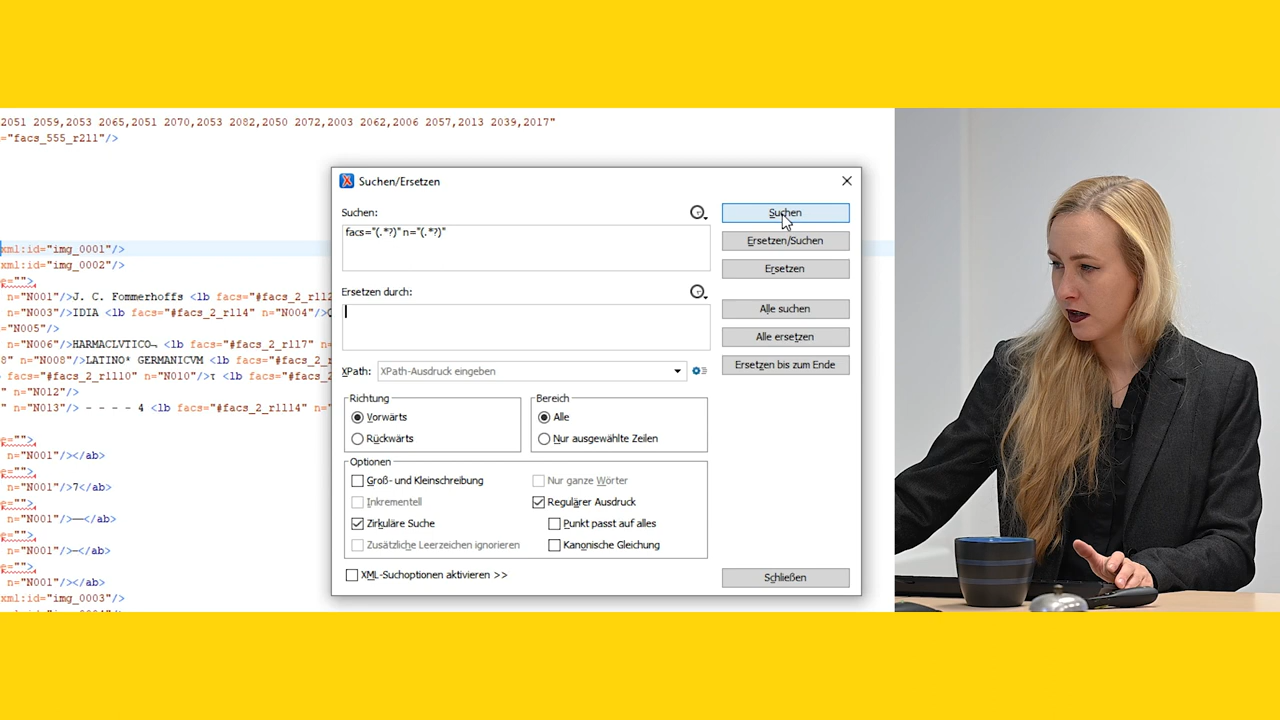 2051 2059,2053 2065,2051 2070,2053 2082,2050 2072,2003 2062,2006 2057,2013 2039,2017"
="facs_555_r211"/>
xml:id="img_0001"/>
xml:id="img_0002"/>
e="">
n="N001"/>J. C. Fommerhoffs <lb facs="#facs_2_r112
n="N003"/>IDIA <lb facs="#facs_2_r114" n="N004"/>
="N005"/>
n="N006"/>HARMACLVTICO¬ <lb facs="#facs_2_r117"
8" n="N008"/>LATINO* GERMANICVM <lb facs="#facs_2
facs="#facs_2_r1110" n="N010"/>τ <lb facs="#facs_2
" n="N012"/>
" n="N013"/> - - - - 4 <lb facs="#facs_2_r1114" n=
e="">
n="N001"/></ab>
e="">
n="N001"/>7</ab>
e="">
n="N001"/>—</ab>
e="">
n="N001"/>—</ab>
e="">
n="N001"/></ab>
xml:id="img_0003"/>
Suchen/Ersetzen
Suchen:
facs="(.*?)" n="(.*?)"
Ersetzen durch:
XPath: XPath-Ausdruck eingeben
Richtung
Vorwärts
Rückwärts
Bereich
Alle
Nur ausgewählte Zeilen
Optionen
Groß- und Kleinschreibung
Nur ganze Wörter
Inkrementell
Regulärer Ausdruck
Zirkuläre Suche
Punkt passt auf alles
Zusätzliche Leerzeichen ignorieren
Kanonische Gleichung
XML-Suchoptionen aktivieren >>
Suchen
Ersetzen/Suchen
Ersetzen
Alle suchen
Alle ersetzen
Ersetzen bis zum Ende
Schließen